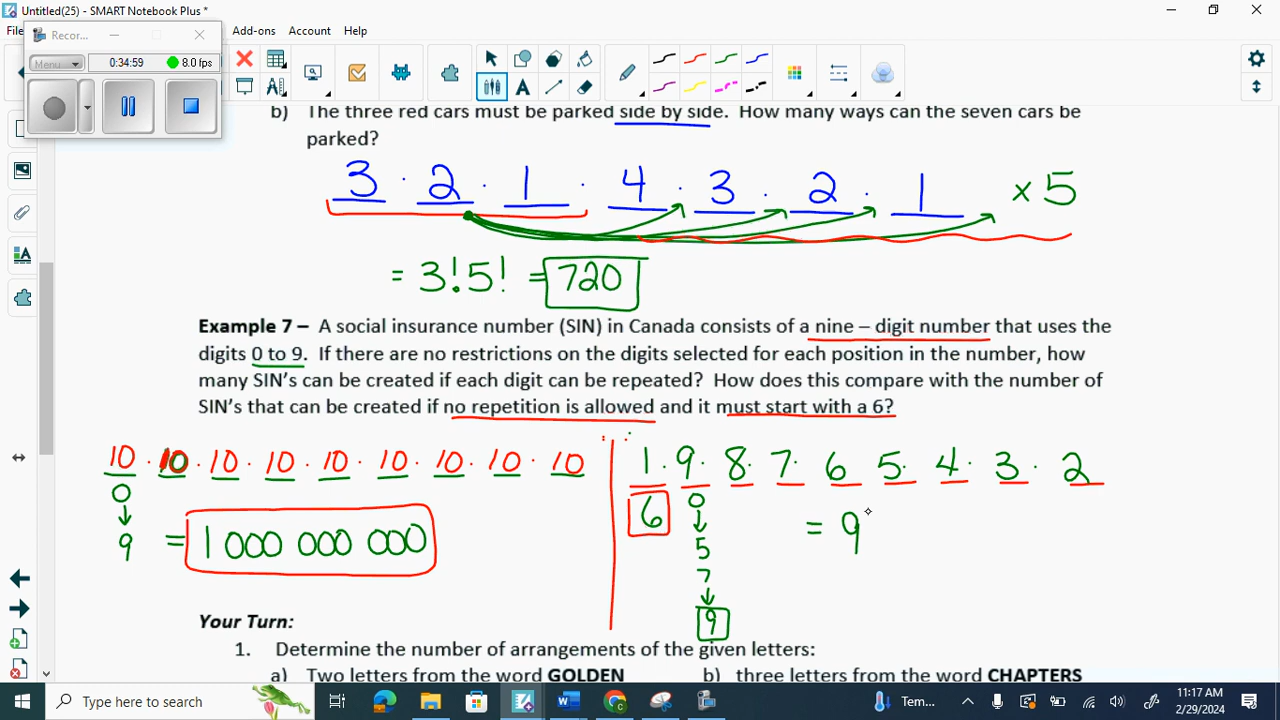 Untitled(25) - SMART Notebook Plus *
Recor...
File
Add-ons
Account
Help
Menu
0:34:59
8.0 fps
b) The three red cars must be parked side by side. How many ways can the seven cars be
parked?
3 · 2 · 1 · 4 · 3 · 2 · 1 × 5
= 3!5! = 720
Example 7 – A social insurance number (SIN) in Canada consists of a nine – digit number that uses the
digits 0 to 9. If there are no restrictions on the digits selected for each position in the number, how
many SIN's can be created if each digit can be repeated? How does this compare with the number of
SIN's that can be created if no repetition is allowed and it must start with a 6?
10 · 10 · 10 · 10 · 10 · 10 · 10 · 10 · 10
0
↓
9
= 1 000 000 000
1 · 9 · 8 · 7 · 6 · 5 · 4 · 3 · 2
6
0
↓
5
7
↓
9
= 9
Your Turn:
1. Determine the number of arrangements of the given letters:
a) Two letters from the word GOLDEN
b) three letters from the word CHAPTERS
Type here to search
Tem...
11:17 AM
2/29/2024